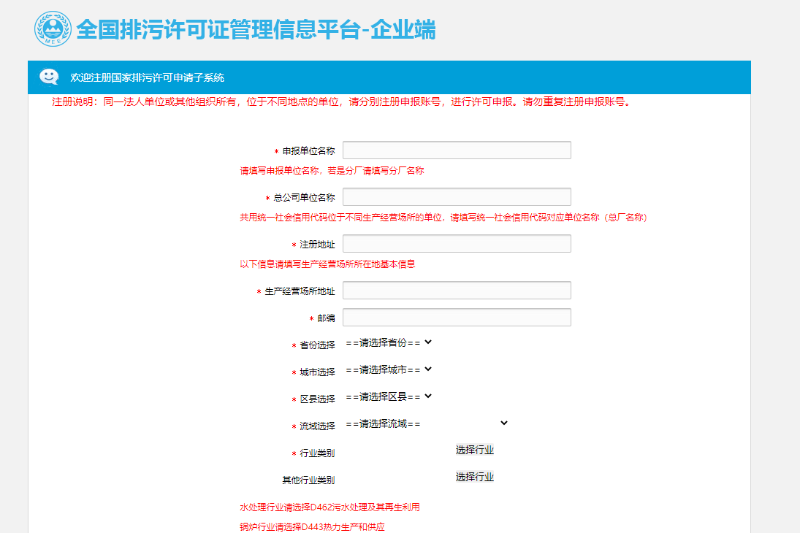 全国排污许可证管理信息平台-企业端
欢迎注册国家排污许可申请子系统
注册说明：同一法人单位或其他组织所有，位于不同地点的单位，请分别注册申报账号，进行许可申报。请勿重复注册申报账号。
* 申报单位名称
请填写申报单位名称，若是分厂请填写分厂名称
* 总公司单位名称
共用统一社会信用代码位于不同生产经营场所的单位，请填写统一社会信用代码对应单位名称（总厂名称）
* 注册地址
以下信息请填写生产经营场所所在地基本信息
* 生产经营场所地址
* 邮编
* 省份选择 ==请选择省份==
* 城市选择 ==请选择城市==
* 区县选择 ==请选择区县==
* 流域选择 ==请选择流域==
* 行业类别 选择行业
其他行业类别 选择行业
水处理行业请选择D462污水处理及其再生利用
锅炉行业请选择D443热力生产和供应